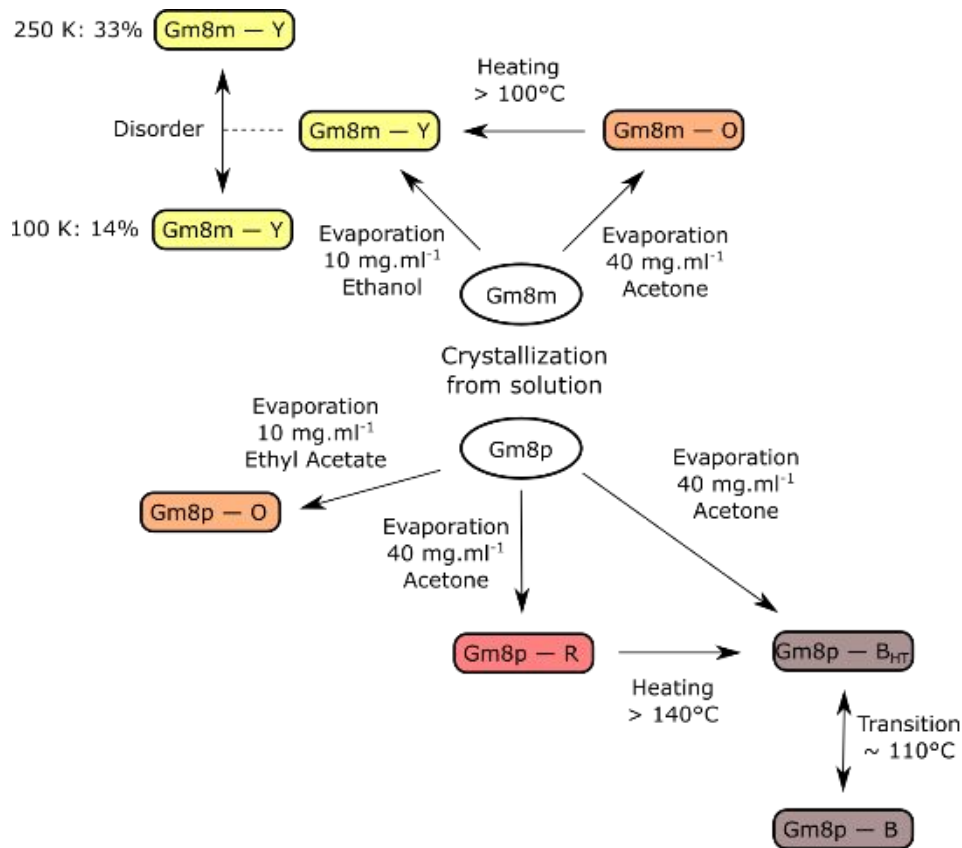 250 K: 33%
Gm8m — Y
Heating
> 100°C
Disorder
Gm8m — Y
Gm8m — O
100 K: 14%
Gm8m — Y
Evaporation
10 mg.ml⁻¹
Ethanol
Evaporation
40 mg.ml⁻¹
Acetone
Gm8m
Crystallization
from solution
Evaporation
10 mg.ml⁻¹
Ethyl Acetate
Gm8p
Evaporation
40 mg.ml⁻¹
Acetone
Gm8p — O
Evaporation
40 mg.ml⁻¹
Acetone
Gm8p — R
Gm8p — B_HT
Heating
> 140°C
Transition
~ 110°C
Gm8p — B